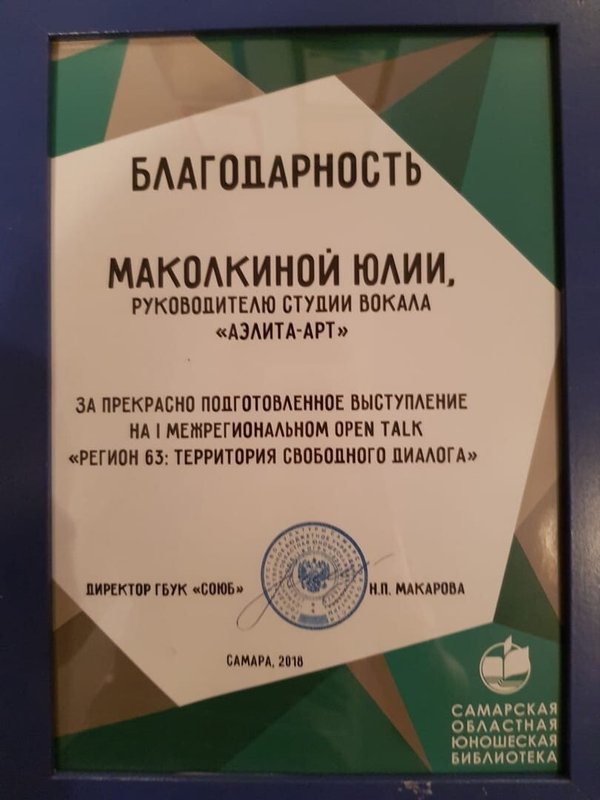 БЛАГОДАРНОСТЬ
МАКОЛКИНОЙ ЮЛИИ,
РУКОВОДИТЕЛЮ СТУДИИ ВОКАЛА
«АЭЛИТА-АРТ»
ЗА ПРЕКРАСНО ПОДГОТОВЛЕННОЕ ВЫСТУПЛЕНИЕ
НА I МЕЖРЕГИОНАЛЬНОМ OPEN TALK
«РЕГИОН 63: ТЕРРИТОРИЯ СВОБОДНОГО ДИАЛОГА»
ДИРЕКТОР ГБУК «СОЮБ» Н.П. МАКАРОВА
САМАРА, 2018
САМАРСКАЯ
ОБЛАСТНАЯ
ЮНОШЕСКАЯ
БИБЛИОТЕКА